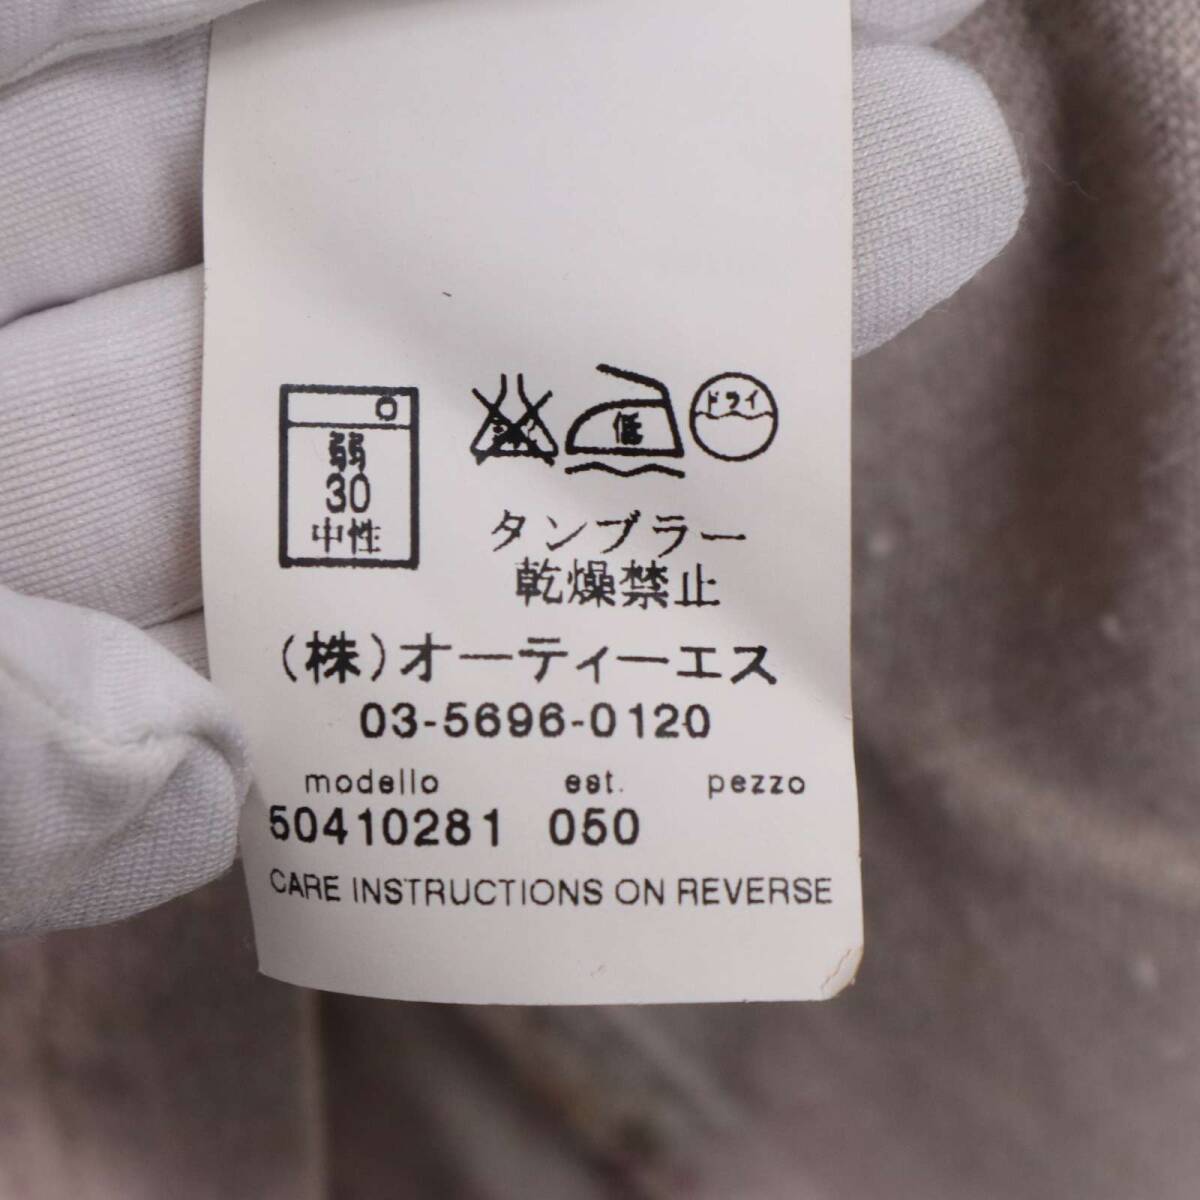 弱
30
中性
低
ドライ
タンブラー
乾燥禁止
(株)オーティーエス
03-5696-0120
modello est. pezzo
50410281 050
CARE INSTRUCTIONS ON REVERSE